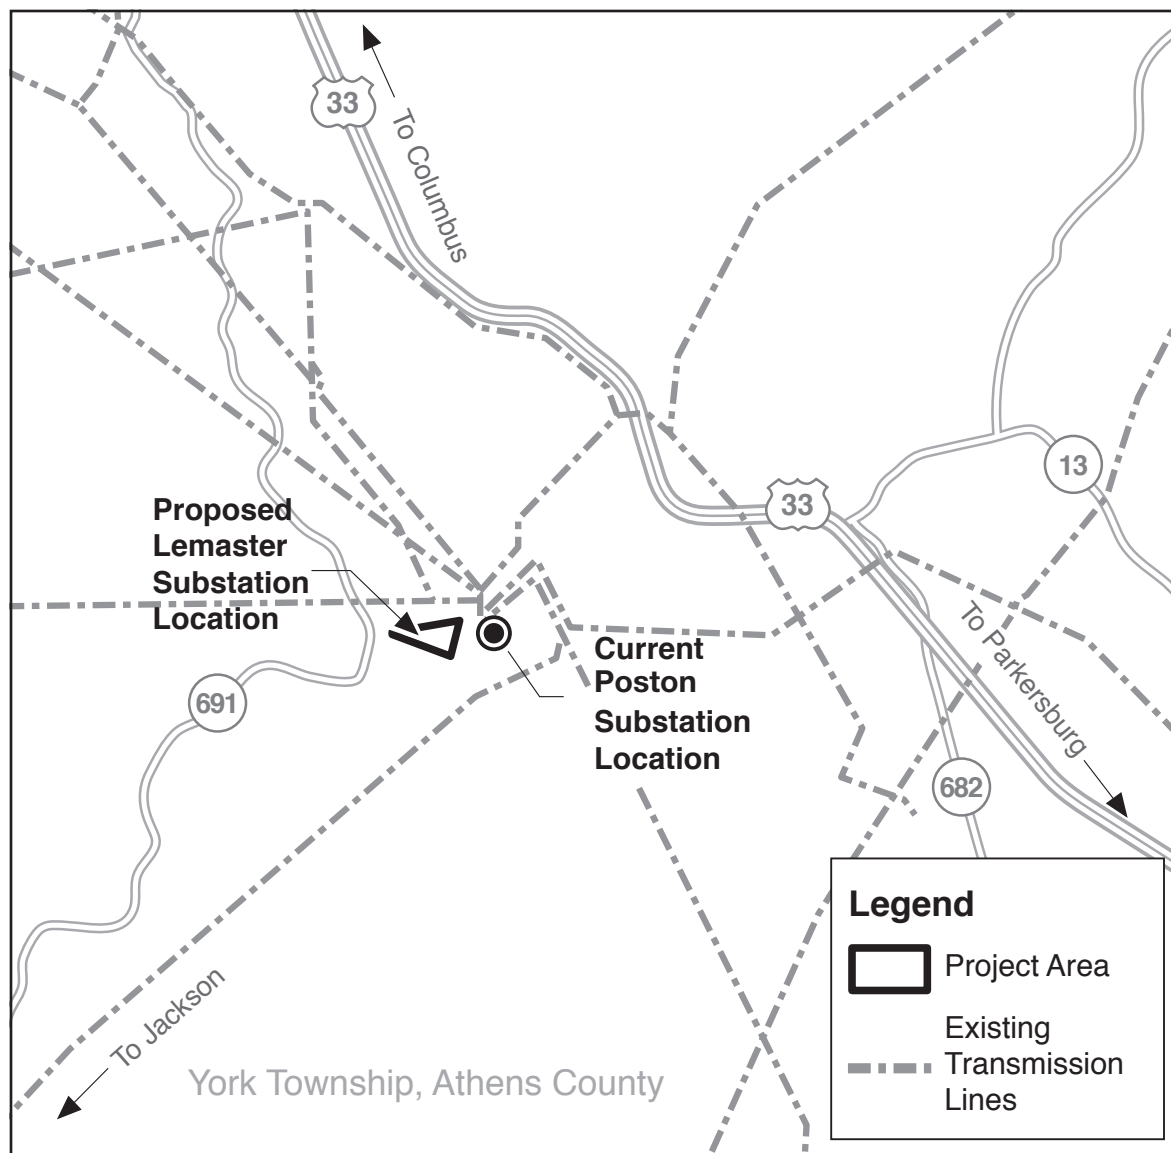 33
To Columbus
13
33
Proposed
Lemaster
Substation
Location
To Parkersburg
Current
Poston
Substation
Location
691
682
Legend
Project Area
Existing
Transmission
Lines
To Jackson
York Township, Athens County